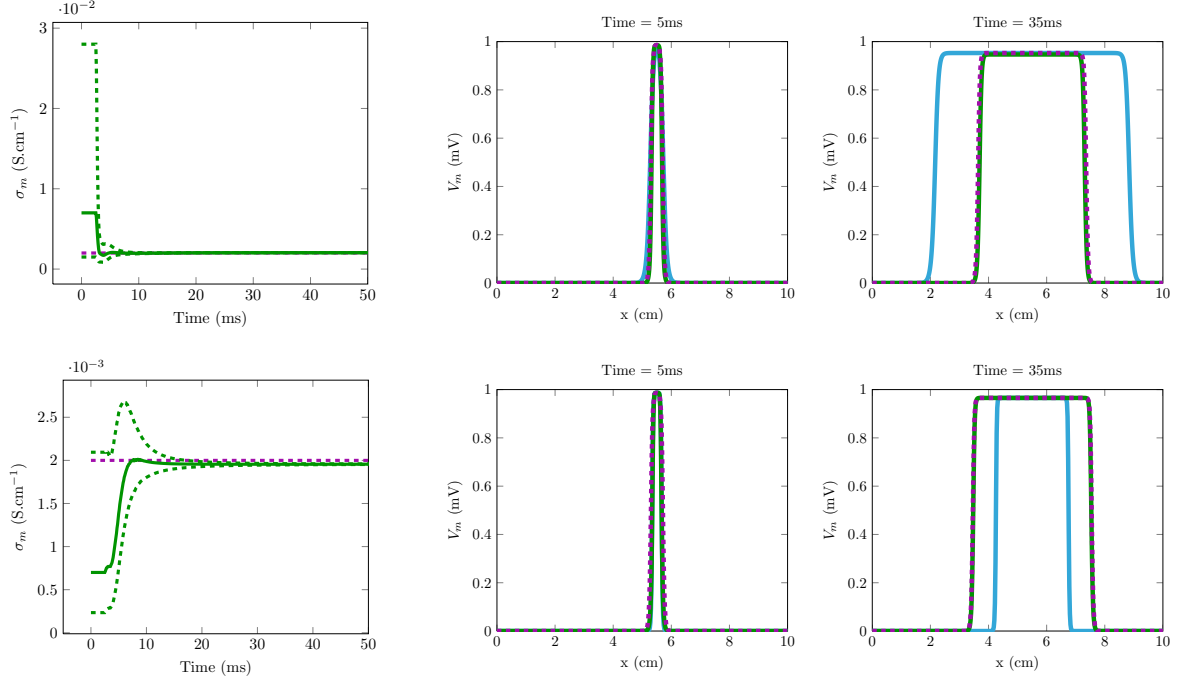 ·10⁻²
3
2
1
0
σₘ (S.cm⁻¹)
0 10 20 30 40 50
Time (ms)
Time = 5ms
1
0.8
0.6
0.4
0.2
0
Vₘ (mV)
0 2 4 6 8 10
x (cm)
Time = 35ms
1
0.8
0.6
0.4
0.2
0
Vₘ (mV)
0 2 4 6 8 10
x (cm)
·10⁻³
2.5
2
1.5
1
0.5
0
σₘ (S.cm⁻¹)
0 10 20 30 40 50
Time (ms)
Time = 5ms
1
0.8
0.6
0.4
0.2
0
Vₘ (mV)
0 2 4 6 8 10
x (cm)
Time = 35ms
1
0.8
0.6
0.4
0.2
0
Vₘ (mV)
0 2 4 6 8 10
x (cm)